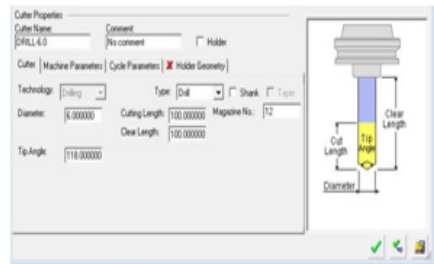 Cutter Properties
Cutter Name:
Comment:
DRILL-6.0
No comment
Holder
Cutter
Machine Parameters
Cycle Parameters
Holder Geometry
Technology: Drilling
Type: Drill
Shank
Taper
Diameter: 6.000000
Cutting Length: 100.000000
Magazine No.: 12
Clear Length: 100.000000
Tip Angle: 118.000000
Clear
Length
Cut
Length
Tip
Angle
Diameter